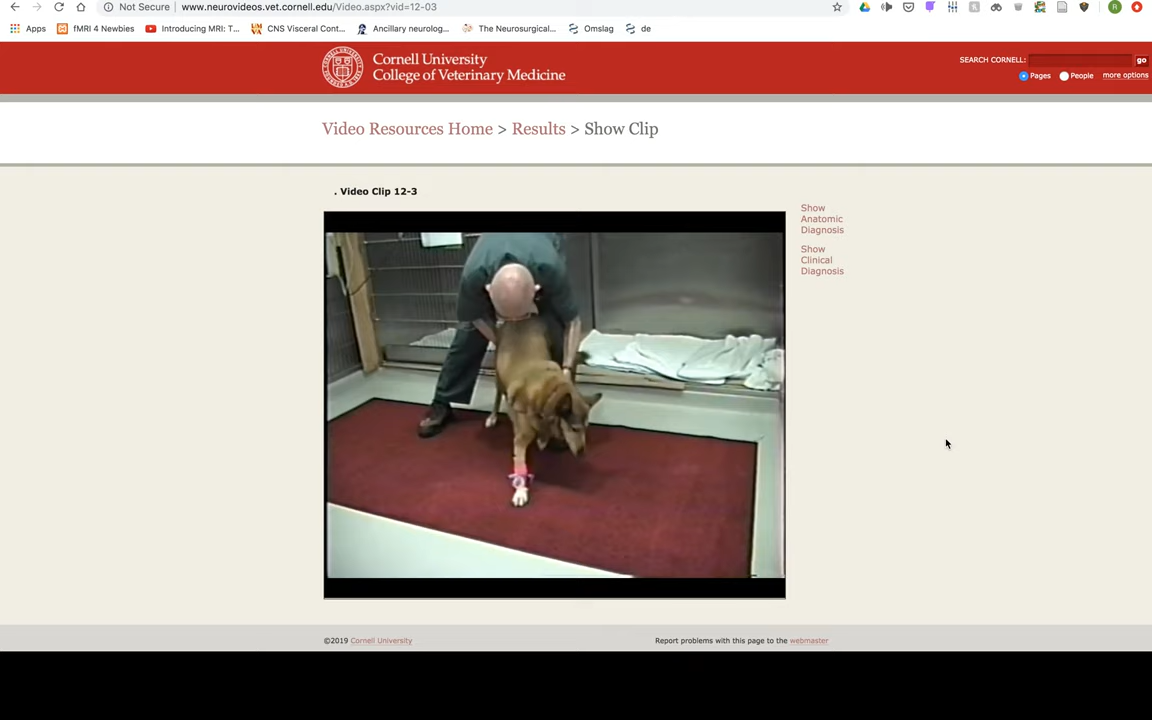 Not Secure www.neurovideos.vet.cornell.edu/Video.aspx?vid=12-03
Apps fMRI 4 Newbies Introducing MRI: T... CNS Visceral Cont... Ancillary neurolog... The Neurosurgical... Omslag de
Cornell University
College of Veterinary Medicine
SEARCH CORNELL: go
Pages People more options
Video Resources Home > Results > Show Clip
. Video Clip 12-3
Show
Anatomic
Diagnosis
Show
Clinical
Diagnosis
©2019 Cornell University Report problems with this page to the webmaster